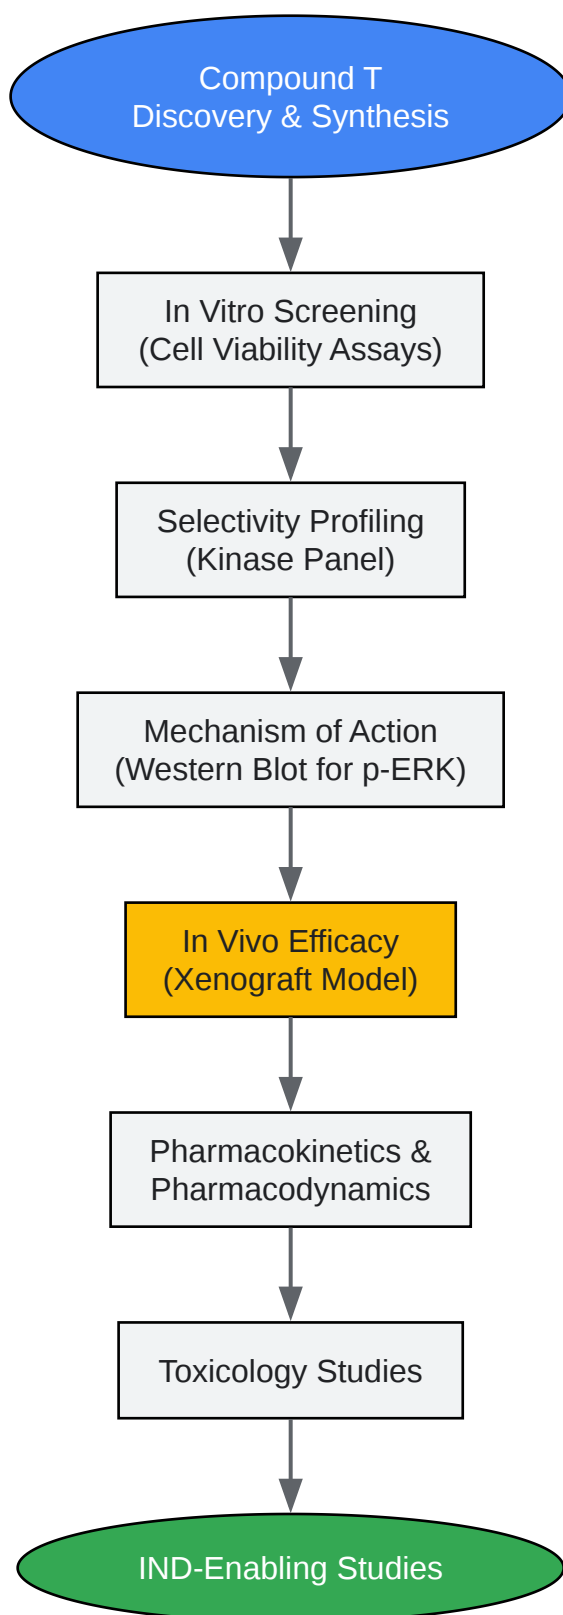 Compound T
Discovery & Synthesis
In Vitro Screening
(Cell Viability Assays)
Selectivity Profiling
(Kinase Panel)
Mechanism of Action
(Western Blot for p-ERK)
In Vivo Efficacy
(Xenograft Model)
Pharmacokinetics &
Pharmacodynamics
Toxicology Studies
IND-Enabling Studies